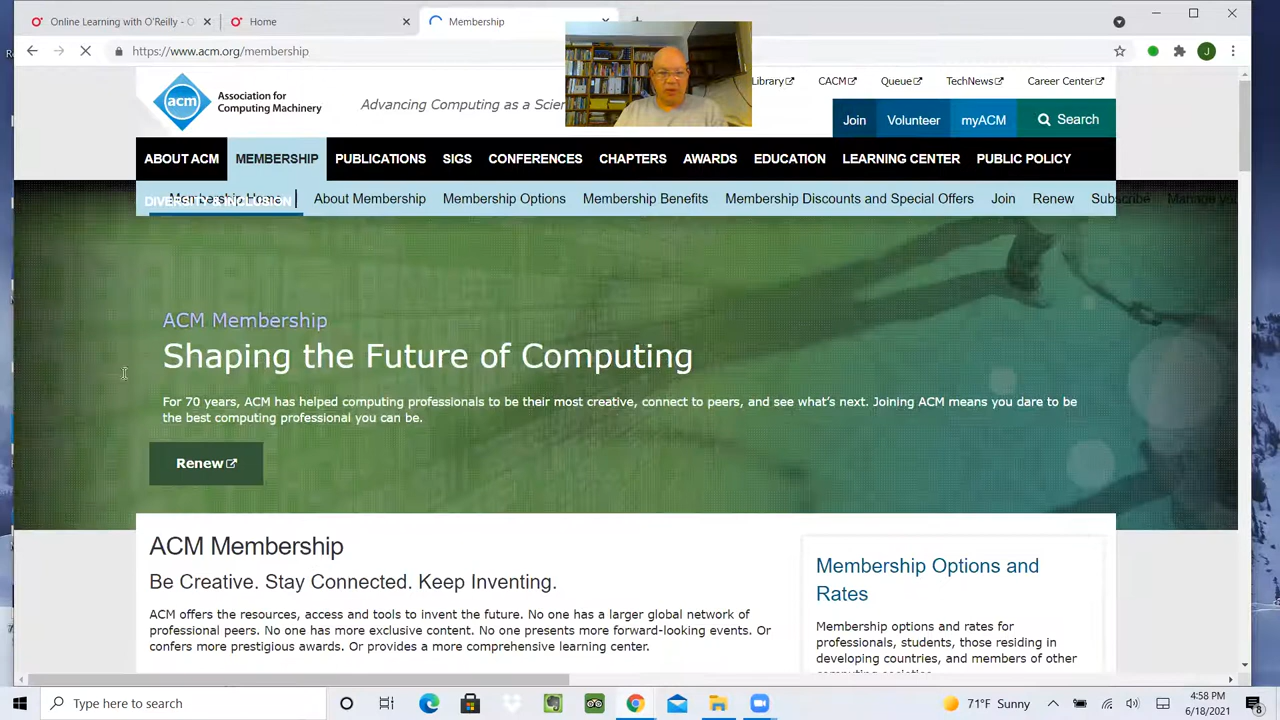 Online Learning with O'Reilly - O
Home
Membership
https://www.acm.org/membership
J
acm
Association for
Computing Machinery
Advancing Computing as a Scien
Library
CACM
Queue
TechNews
Career Center
Join
Volunteer
myACM
Search
ABOUT ACM
MEMBERSHIP
PUBLICATIONS
SIGS
CONFERENCES
CHAPTERS
AWARDS
EDUCATION
LEARNING CENTER
PUBLIC POLICY
DIVERSITY & INCLUSION
Membership Home
About Membership
Membership Options
Membership Benefits
Membership Discounts and Special Offers
Join
Renew
Subscribe
ACM Membership
Shaping the Future of Computing
For 70 years, ACM has helped computing professionals to be their most creative, connect to peers, and see what's next. Joining ACM means you dare to be
the best computing professional you can be.
Renew
ACM Membership
Be Creative. Stay Connected. Keep Inventing.
ACM offers the resources, access and tools to invent the future. No one has a larger global network of
professional peers. No one has more exclusive content. No one presents more forward-looking events. Or
confers more prestigious awards. Or provides a more comprehensive learning center.
Membership Options and
Rates
Membership options and rates for
professionals, students, those residing in
developing countries, and members of other
Type here to search
71°F Sunny
4:58 PM
6/18/2021
8